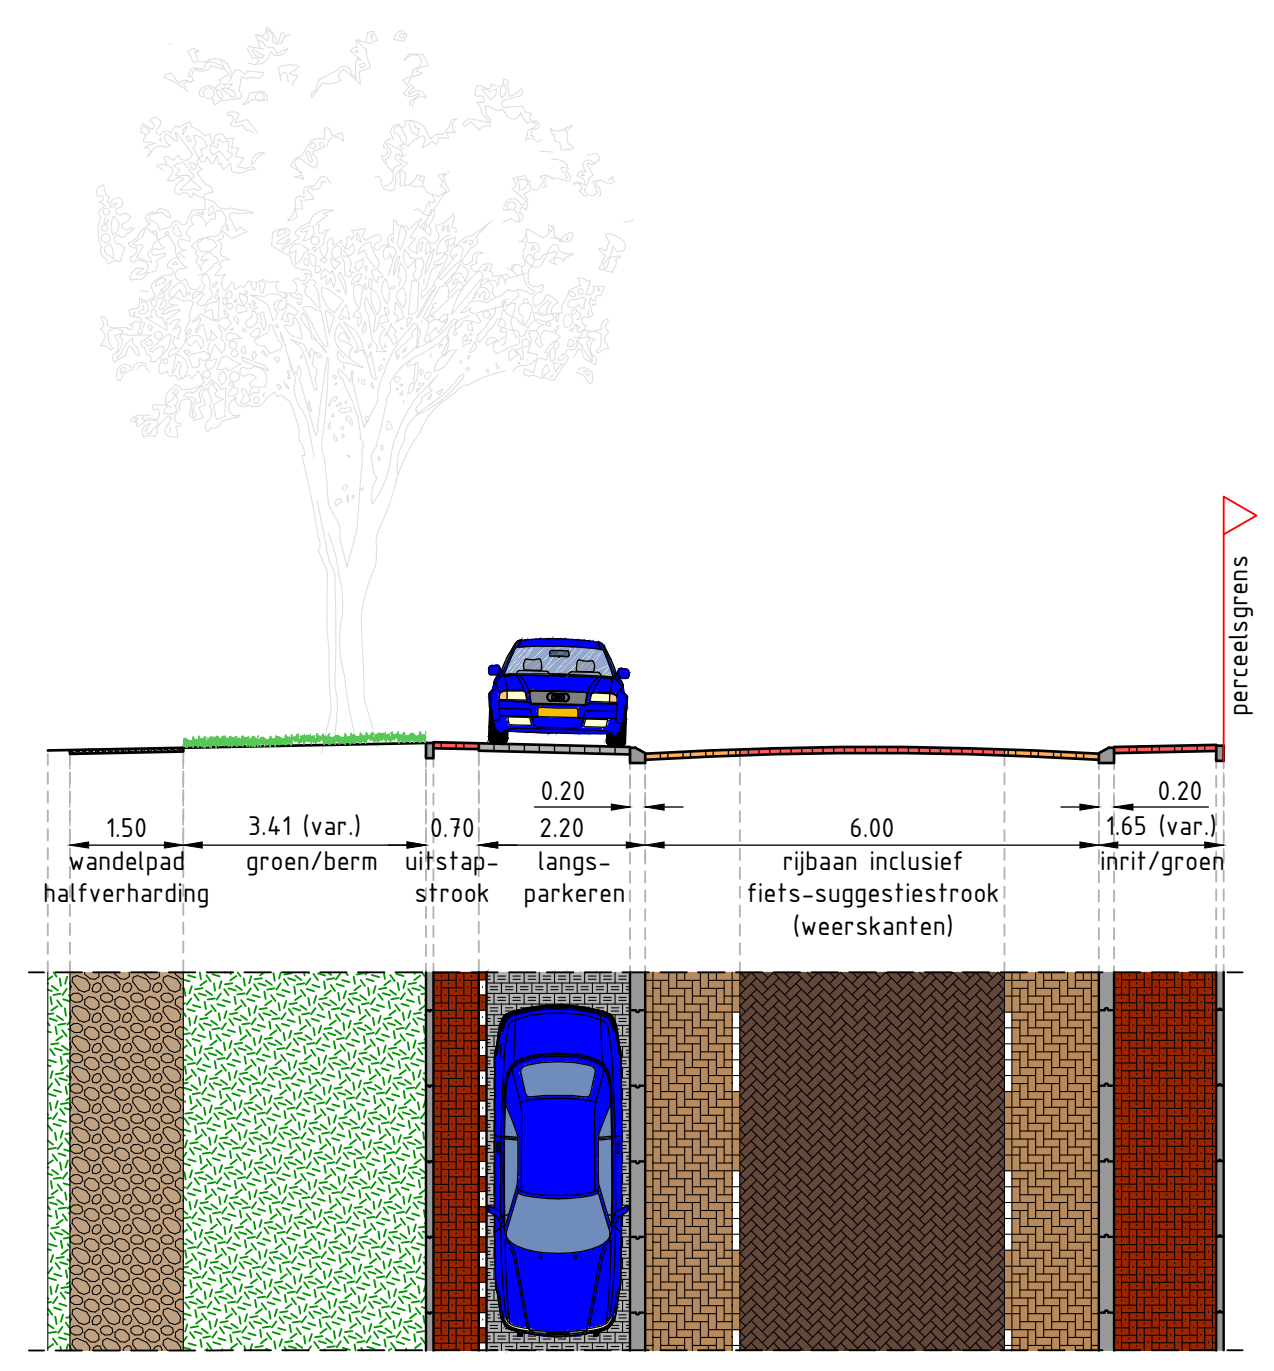 perceelsgrens
0.20
0.20
1.50
3.41 (var.)
0.70
2.20
6.00
1.65 (var.)
wandelpad
halfverharding
groen/berm
uitstap-
strook
langs-
parkeren
rijbaan inclusief
fiets-suggestiestrook
(weerskanten)
inrit/groen